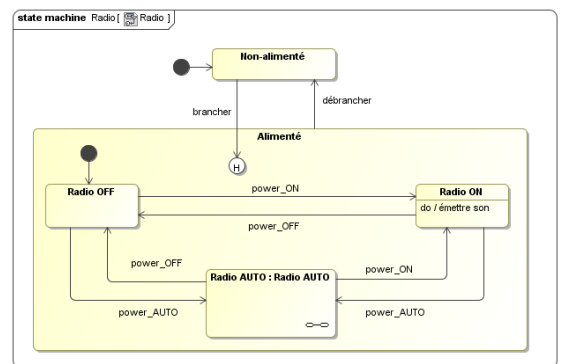 state machine Radio [ Radio ]
Non-alimenté
brancher
débrancher
Alimenté
H
Radio OFF
power_ON
Radio ON
do / émettre son
power_OFF
power_OFF
Radio AUTO : Radio AUTO
power_ON
power_AUTO
power_AUTO